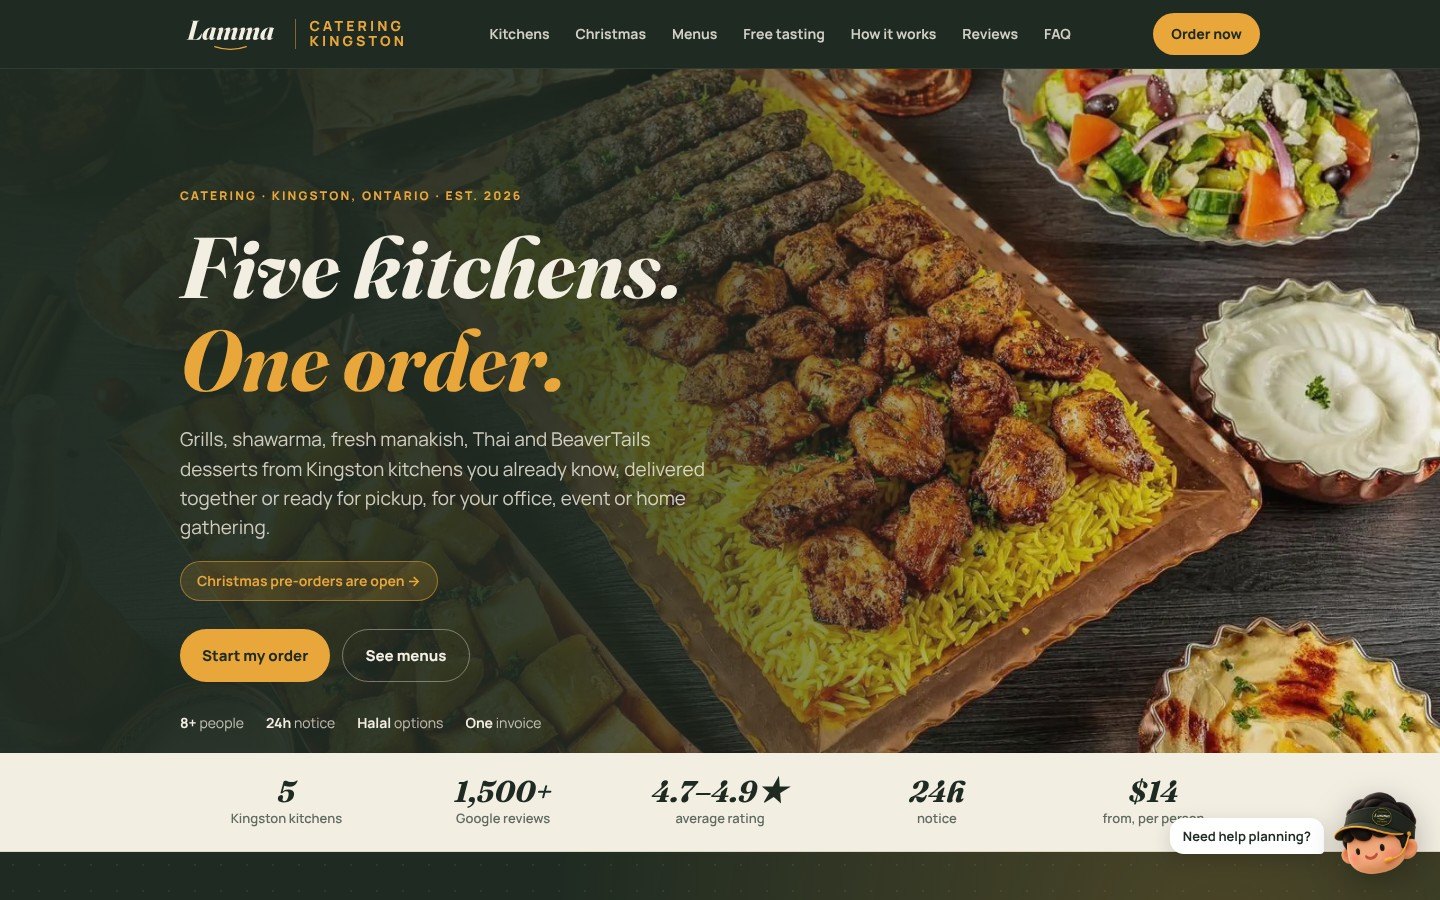 Lamma
CATERING
KINGSTON
Kitchens
Christmas
Menus
Free tasting
How it works
Reviews
FAQ
Order now
CATERING · KINGSTON, ONTARIO · EST. 2026
Five kitchens.
One order.
Grills, shawarma, fresh manakish, Thai and BeaverTails
desserts from Kingston kitchens you already know, delivered
together or ready for pickup, for your office, event or home
gathering.
Christmas pre-orders are open →
Start my order
See menus
8+ people
24h notice
Halal options
One invoice
5
Kingston kitchens
1,500+
Google reviews
4.7–4.9★
average rating
24h
notice
$14
from, per person
Need help planning?
Lamma